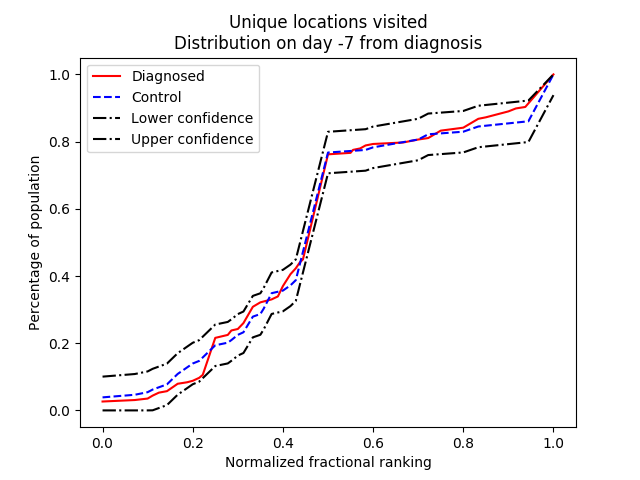 Unique locations visited
Distribution on day -7 from diagnosis
Diagnosed
Control
Lower confidence
Upper confidence
Percentage of population
1.0
0.8
0.6
0.4
0.2
0.0
0.0 0.2 0.4 0.6 0.8 1.0
Normalized fractional ranking